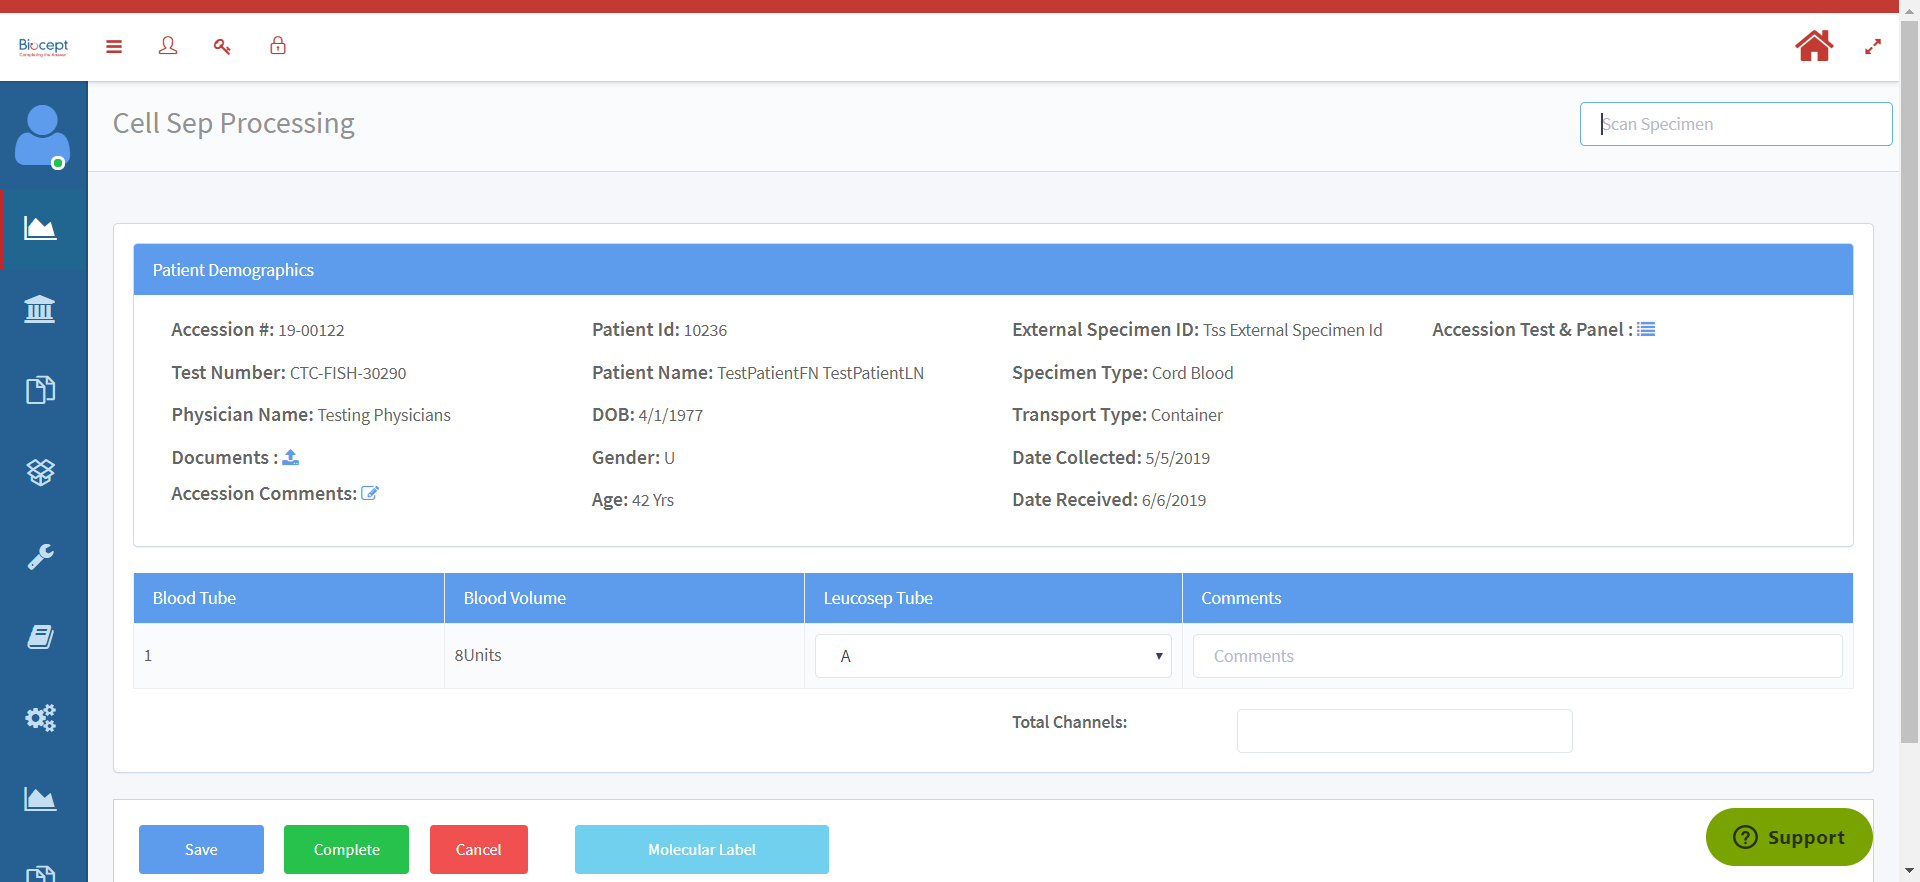 Biocept
Cell Sep Processing
Scan Specimen
Patient Demographics
Accession #: 19-00122
Patient Id: 10236
External Specimen ID: Tss External Specimen Id
Accession Test & Panel :
Test Number: CTC-FISH-30290
Patient Name: TestPatientFN TestPatientLN
Specimen Type: Cord Blood
Physician Name: Testing Physicians
DOB: 4/1/1977
Transport Type: Container
Documents :
Gender: U
Date Collected: 5/5/2019
Accession Comments:
Age: 42 Yrs
Date Received: 6/6/2019
Blood Tube
Blood Volume
Leucosep Tube
Comments
1
8Units
A
Comments
Total Channels:
Save
Complete
Cancel
Molecular Label
Support